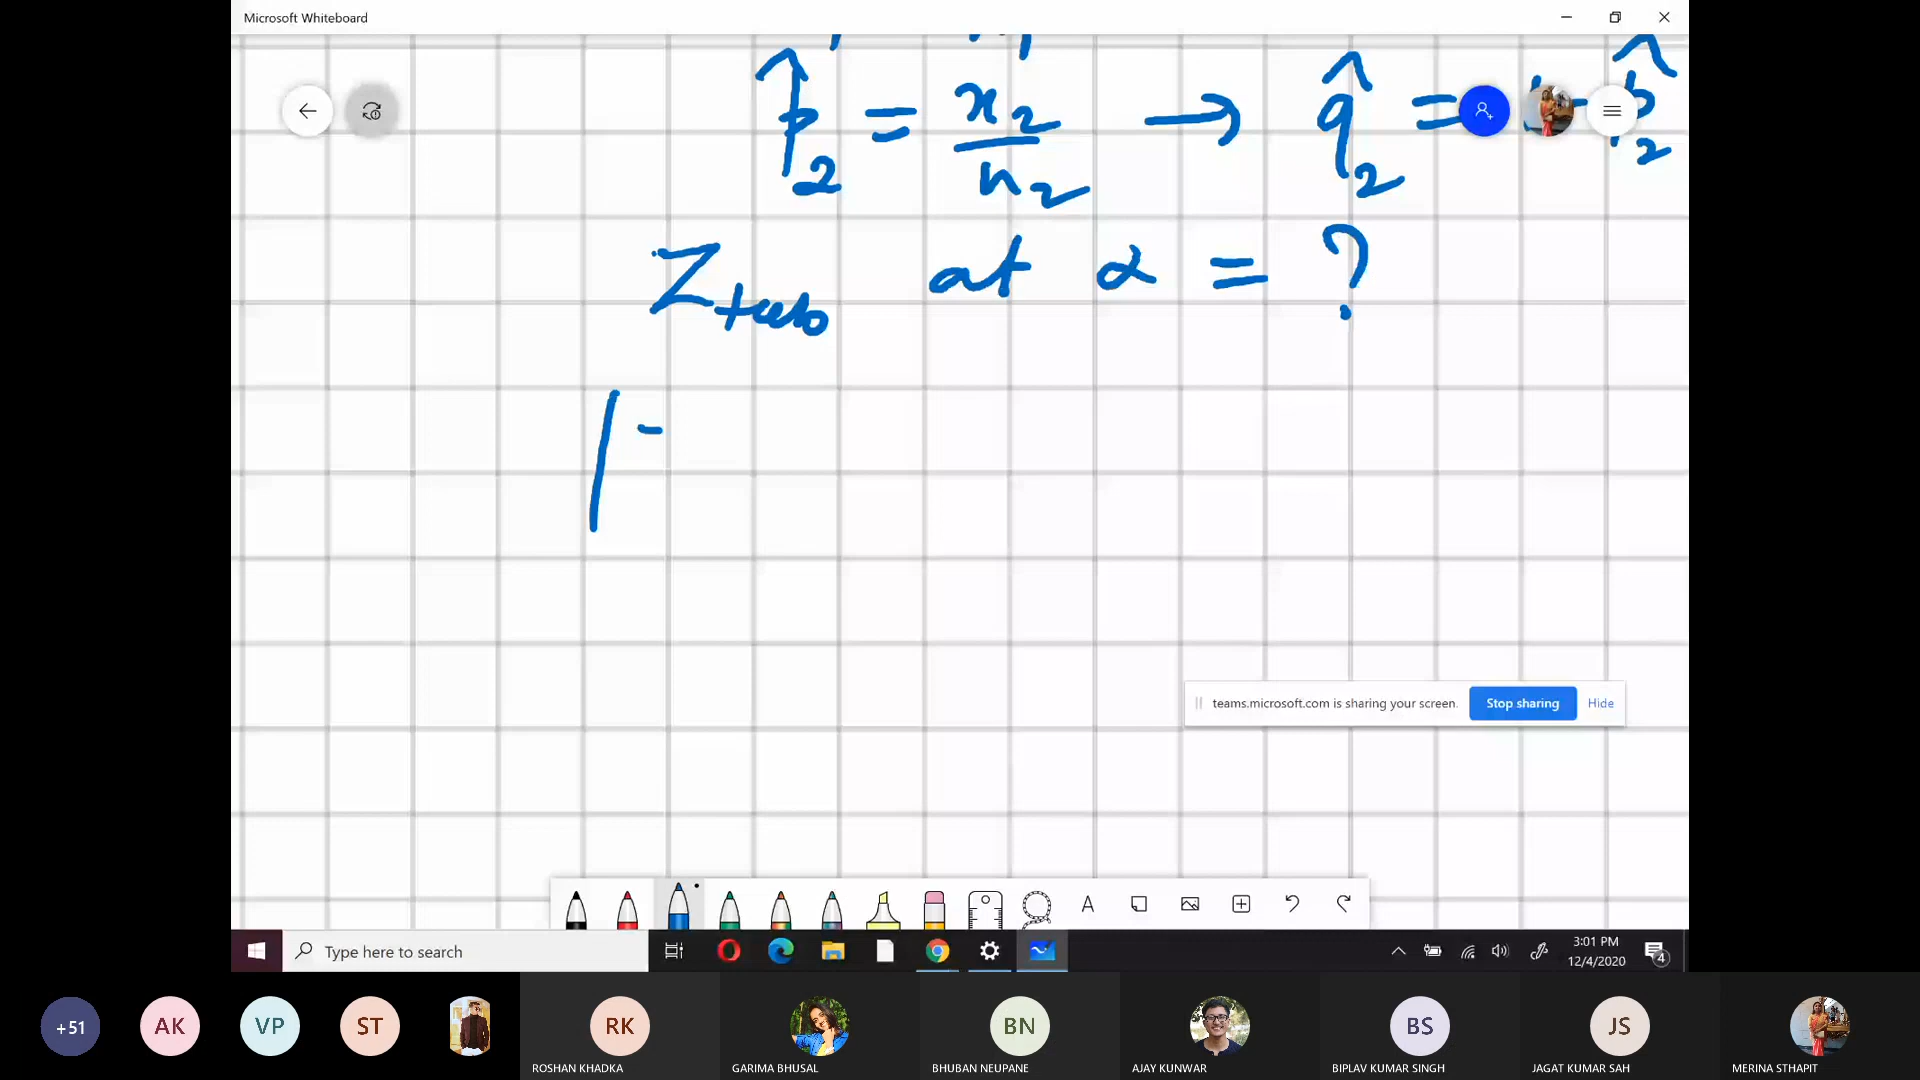 Microsoft Whiteboard
p̂₂ = x₂/n₂ → q̂₂ =
Z at α = ?
teams.microsoft.com is sharing your screen. Stop sharing Hide
Type here to search
3:01 PM
12/4/2020
4
+51 AK VP ST RK BN BS JS
ROSHAN KHADKA GARIMA BHUSAL BHUBAN NEUPANE AJAY KUNWAR BIPLAV KUMAR SINGH JAGAT KUMAR SAH MERINA STHAPIT